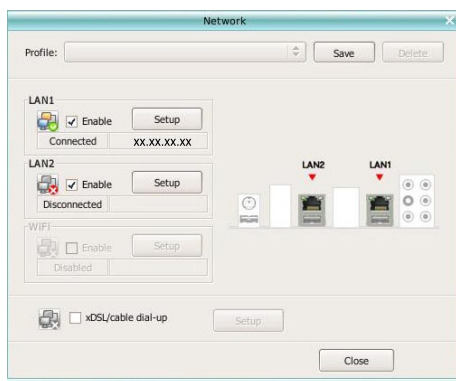 Network
Profile:
Save
Delete
LAN1
Enable
Setup
Connected
XX.XX.XX.XX
LAN2
Enable
Setup
Disconnected
WIFI
Enable
Setup
Disabled
LAN2
LAN1
xDSL/cable dial-up
Setup
Close